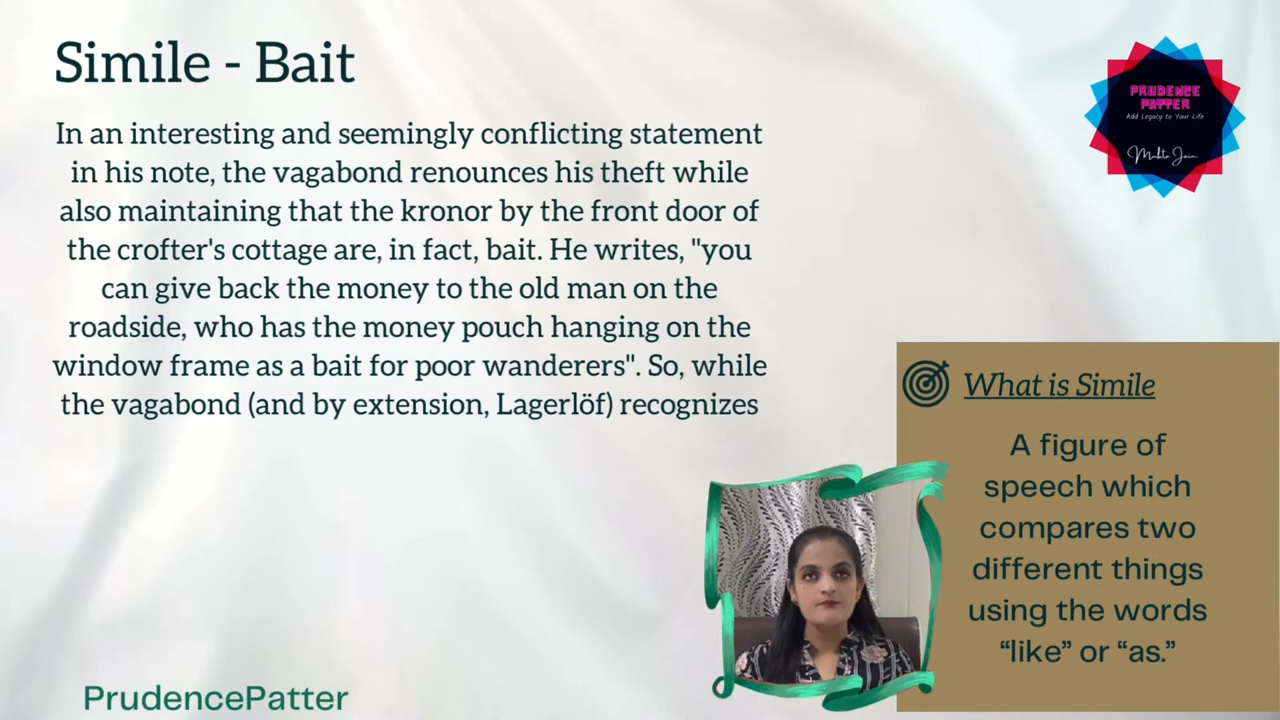 Simile - Bait
In an interesting and seemingly conflicting statement
in his note, the vagabond renounces his theft while
also maintaining that the kronor by the front door of
the crofter's cottage are, in fact, bait. He writes, "you
can give back the money to the old man on the
roadside, who has the money pouch hanging on the
window frame as a bait for poor wanderers". So, while
the vagabond (and by extension, Lagerlöf) recognizes
PRUDENCE
PATTER
Add Legacy to Your Life
Mukta Jain
What is Simile
A figure of
speech which
compares two
different things
using the words
“like” or “as.”
PrudencePatter